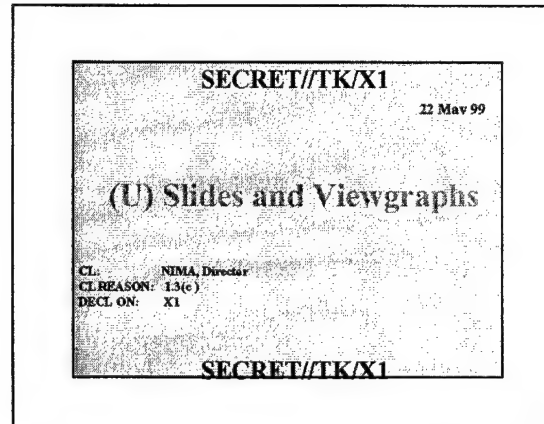 SECRET//TK/X1
22 May 99
(U) Slides and Viewgraphs
CL: NIMA, Director
CL REASON: 1.3(c )
DECL ON: X1
SECRET//TK/X1